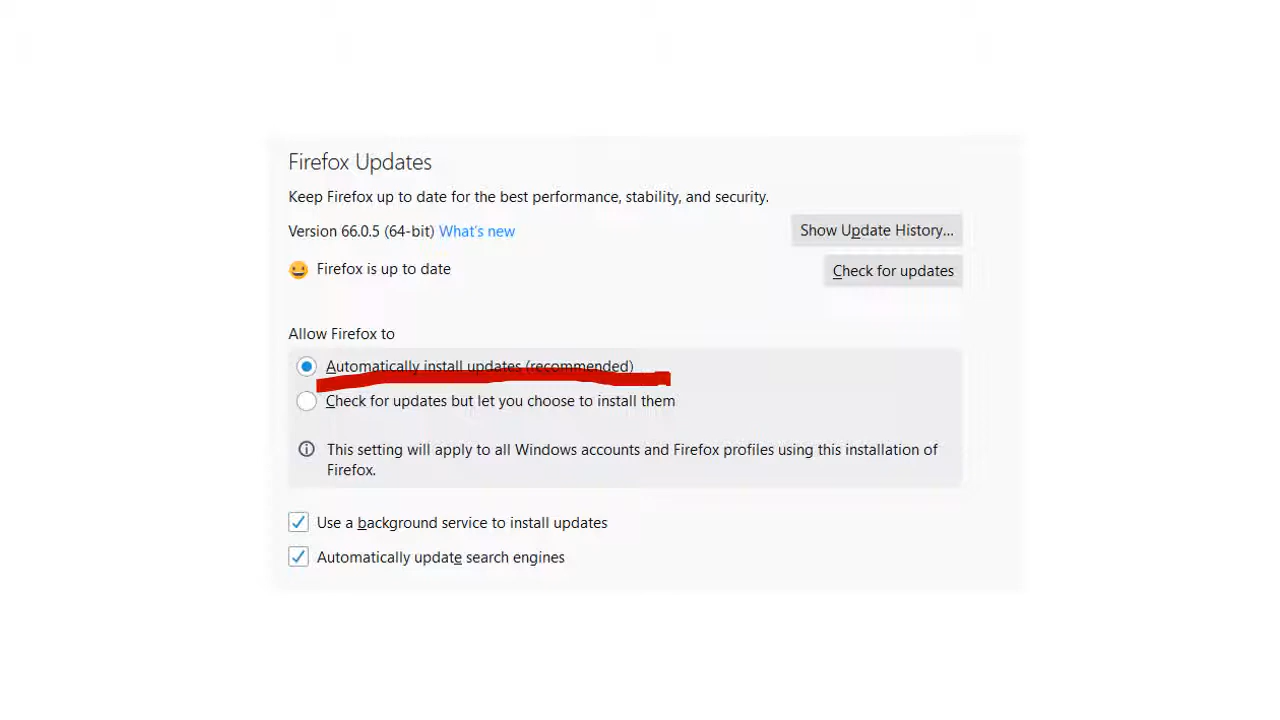 Firefox Updates
Keep Firefox up to date for the best performance, stability, and security.
Version 66.0.5 (64-bit) What's new
Show Update History...
Firefox is up to date
Check for updates
Allow Firefox to
Automatically install updates (recommended)
Check for updates but let you choose to install them
This setting will apply to all Windows accounts and Firefox profiles using this installation of
Firefox.
Use a background service to install updates
Automatically update search engines